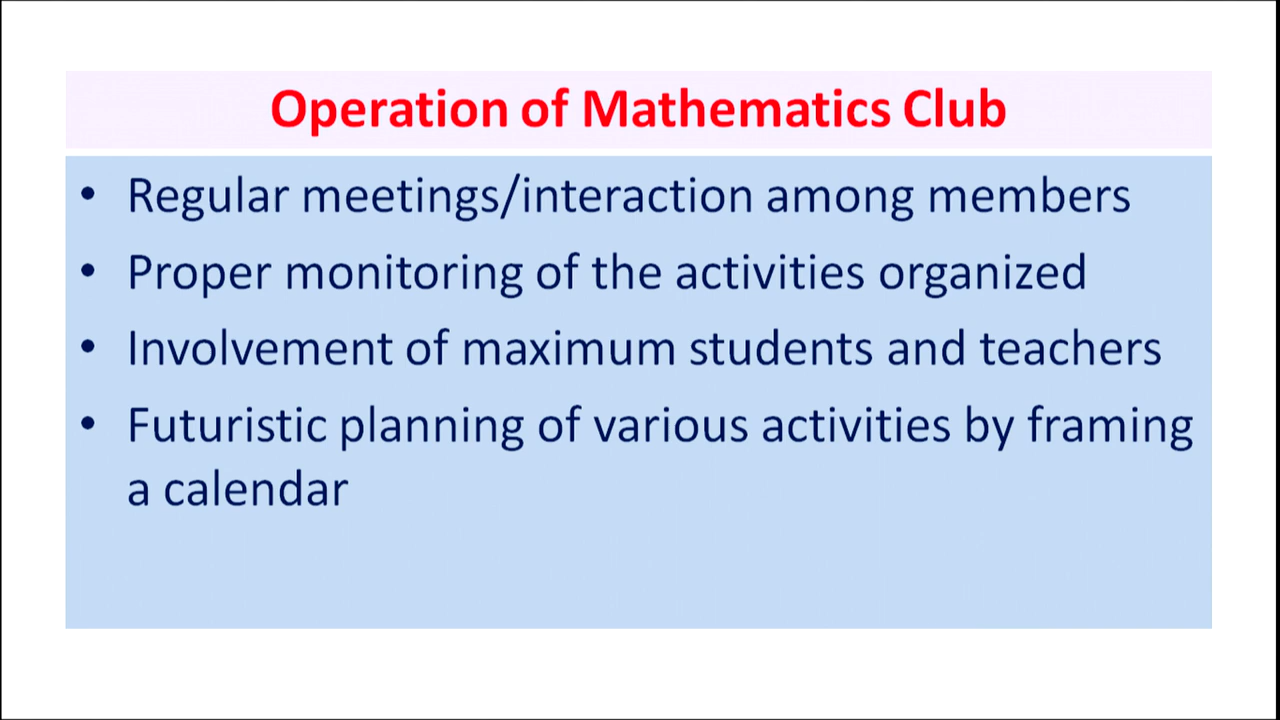 Operation of Mathematics Club
• Regular meetings/interaction among members
• Proper monitoring of the activities organized
• Involvement of maximum students and teachers
• Futuristic planning of various activities by framing
a calendar